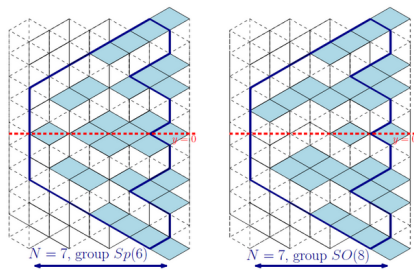 y = 0
y = 0
N = 7, group Sp(6)
N = 7, group SO(8)